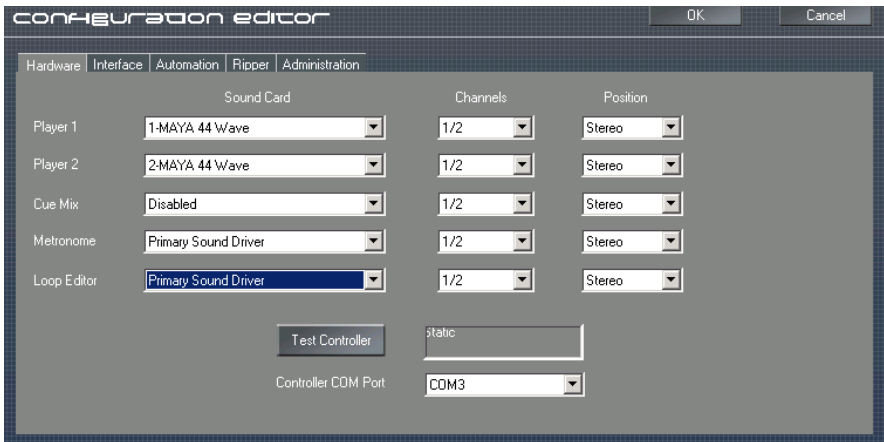 configuration editor OK Cancel
Hardware Interface Automation Ripper Administration
Sound Card Channels Position
Player 1 1-MAYA 44 Wave 1/2 Stereo
Player 2 2-MAYA 44 Wave 1/2 Stereo
Cue Mix Disabled 1/2 Stereo
Metronome Primary Sound Driver 1/2 Stereo
Loop Editor Primary Sound Driver 1/2 Stereo
Test Controller Static
Controller COM Port COM3